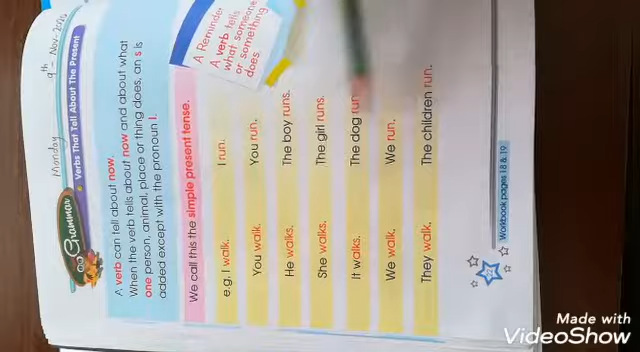 Monday
9th - Nov- 202
Grammar
Verbs That Tell About The Present
A verb can tell about now.
When the verb tells about now and about what
one person, animal, place or thing does, an s is
added except with the pronoun I.
A Reminder
A verb tells
what someone
or something
does.
We call this the simple present tense.
e.g. I walk. I run.
You walk. You run.
He walks. The boy runs.
She walks. The girl runs.
It walks. The dog run
We walk. We run.
They walk. The children run.
Workbook pages 18 & 19
Made with
VideoShow